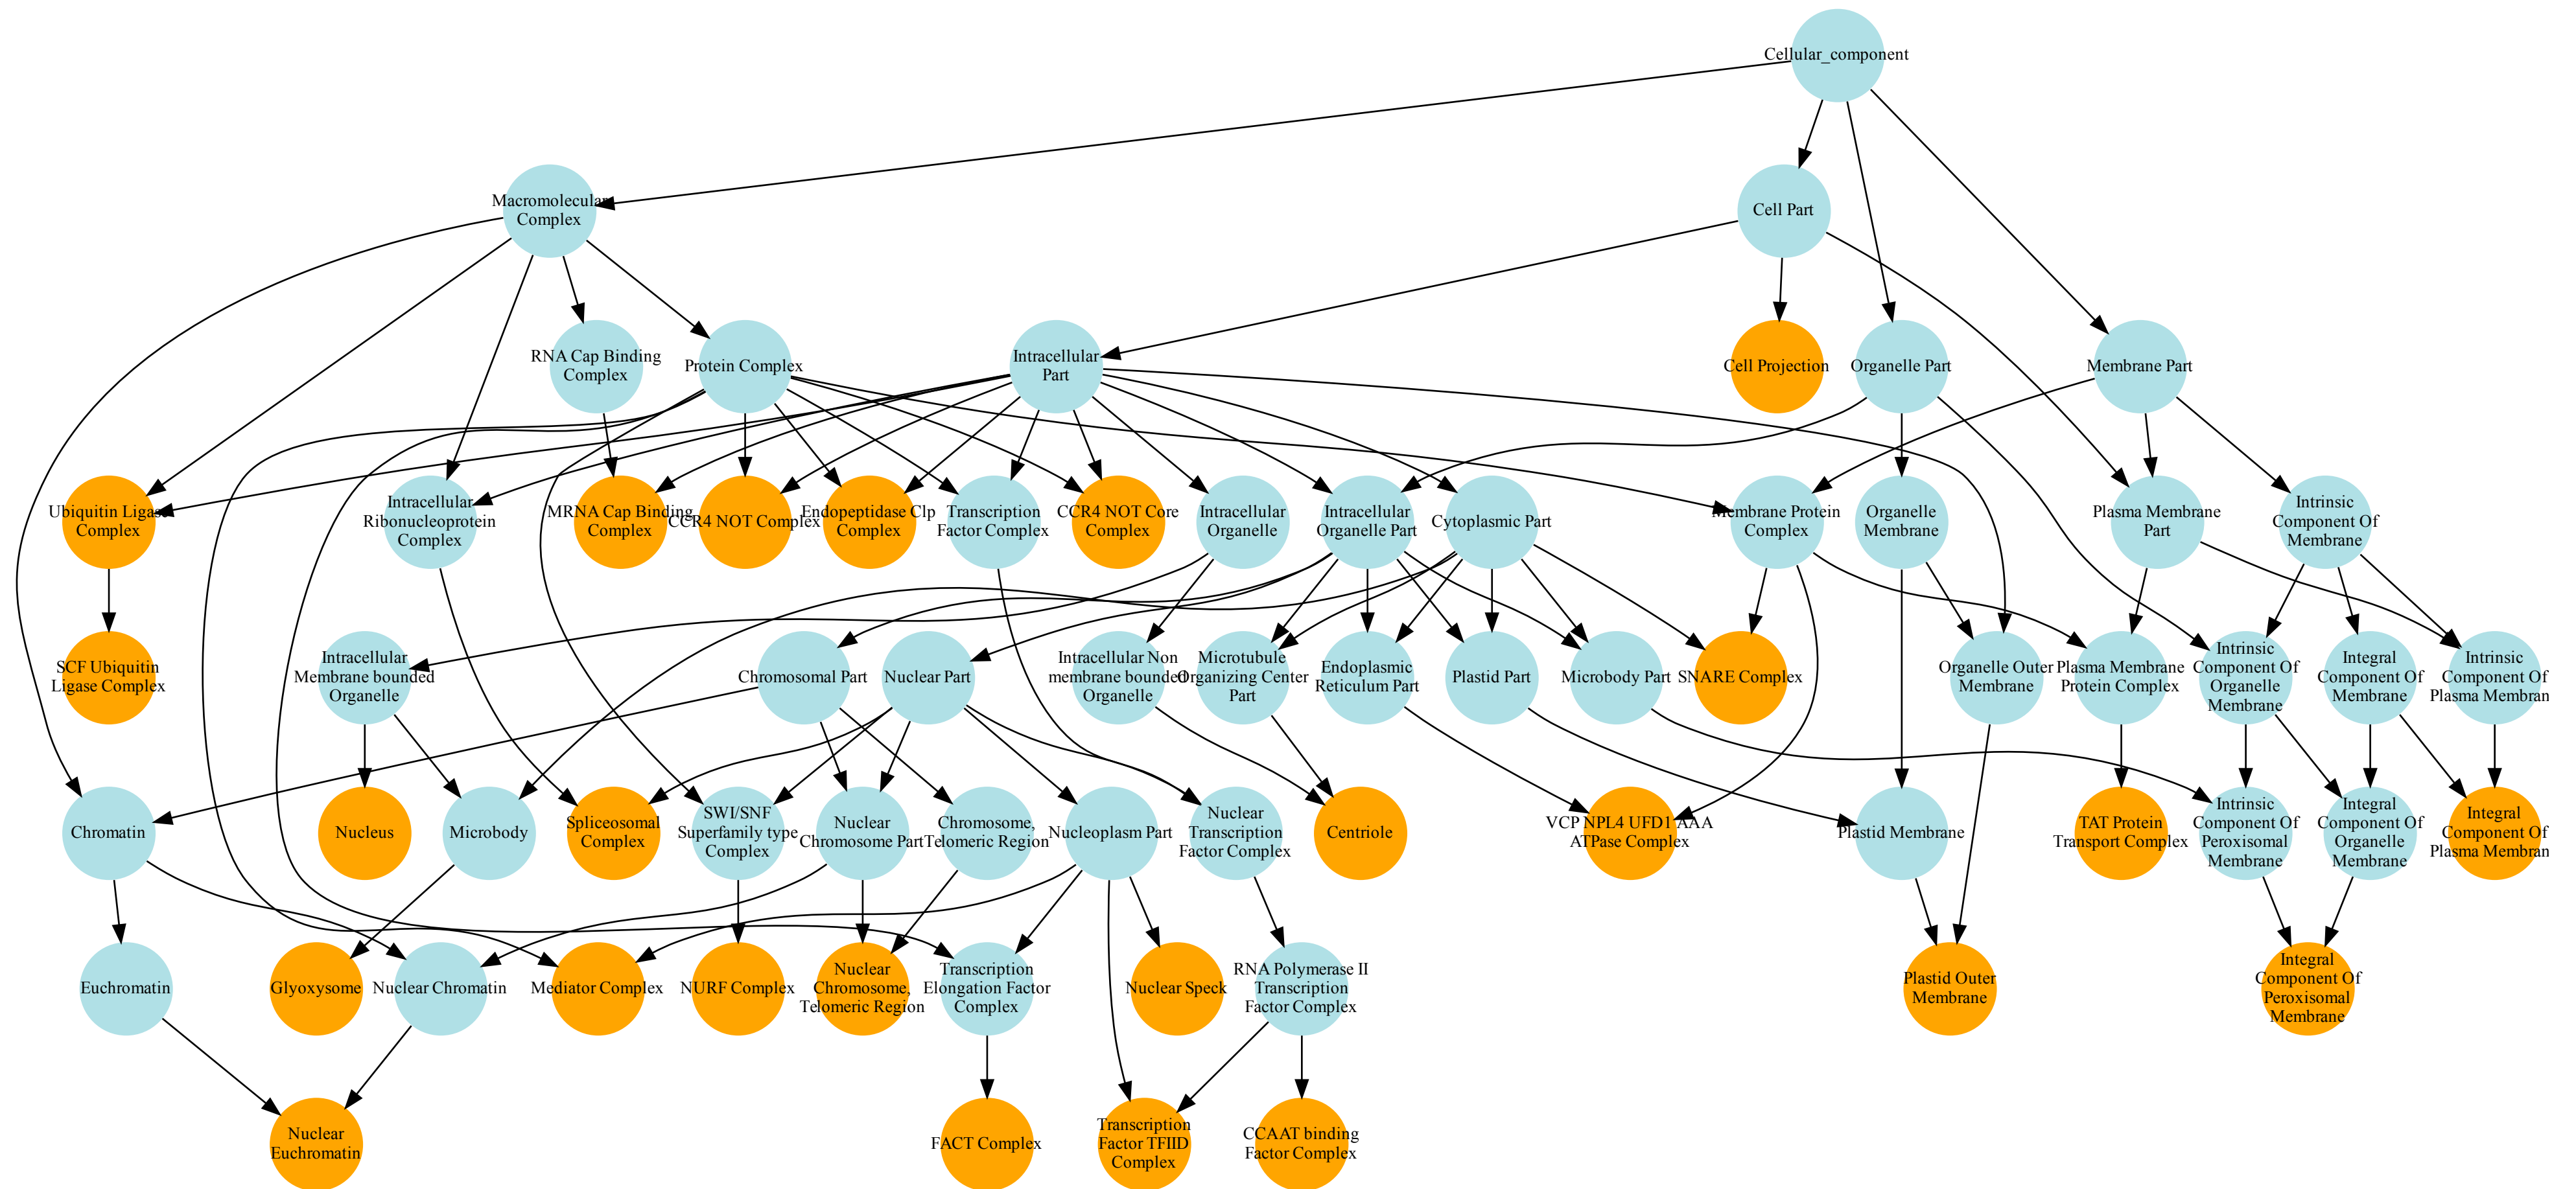 Cellular_component
Macromolecular
Complex
Cell Part
RNA Cap Binding
Complex
Protein Complex
Intracellular
Part
Cell Projection
Organelle Part
Membrane Part
Ubiquitin Ligase
Complex
Intracellular
Ribonucleoprotein
Complex
MRNA Cap Binding
Complex
CCR4 NOT Complex
Endopeptidase Clp
Complex
Transcription
Factor Complex
CCR4 NOT Core
Complex
Intracellular
Organelle
Intracellular
Organelle Part
Cytoplasmic Part
Membrane Protein
Complex
Organelle
Membrane
Plasma Membrane
Part
Intrinsic
Component Of
Membrane
SCF Ubiquitin
Ligase Complex
Intracellular
Membrane bounded
Organelle
Chromosomal Part
Nuclear Part
Intracellular Non
membrane bounded
Organelle
Microtubule
Organizing Center
Part
Endoplasmic
Reticulum Part
Plastid Part
Microbody Part
SNARE Complex
Organelle Outer
Membrane
Plasma Membrane
Protein Complex
Intrinsic
Component Of
Organelle
Membrane
Integral
Component Of
Membrane
Intrinsic
Component Of
Plasma Membran
Chromatin
Nucleus
Microbody
Spliceosomal
Complex
SWI/SNF
Superfamily type
Complex
Nuclear
Chromosome Part
Chromosome,
Telomeric Region
Nucleoplasm Part
Nuclear
Transcription
Factor Complex
Centriole
VCP NPL4 UFD1 AAA
ATPase Complex
Plastid Membrane
TAT Protein
Transport Complex
Intrinsic
Component Of
Peroxisomal
Membrane
Integral
Component Of
Organelle
Membrane
Integral
Component Of
Plasma Membran
Euchromatin
Glyoxysome
Nuclear Chromatin
Mediator Complex
NURF Complex
Nuclear
Chromosome,
Telomeric Region
Transcription
Elongation Factor
Complex
Nuclear Speck
RNA Polymerase II
Transcription
Factor Complex
Plastid Outer
Membrane
Integral
Component Of
Peroxisomal
Membrane
Nuclear
Euchromatin
FACT Complex
Transcription
Factor TFIID
Complex
CCAAT binding
Factor Complex